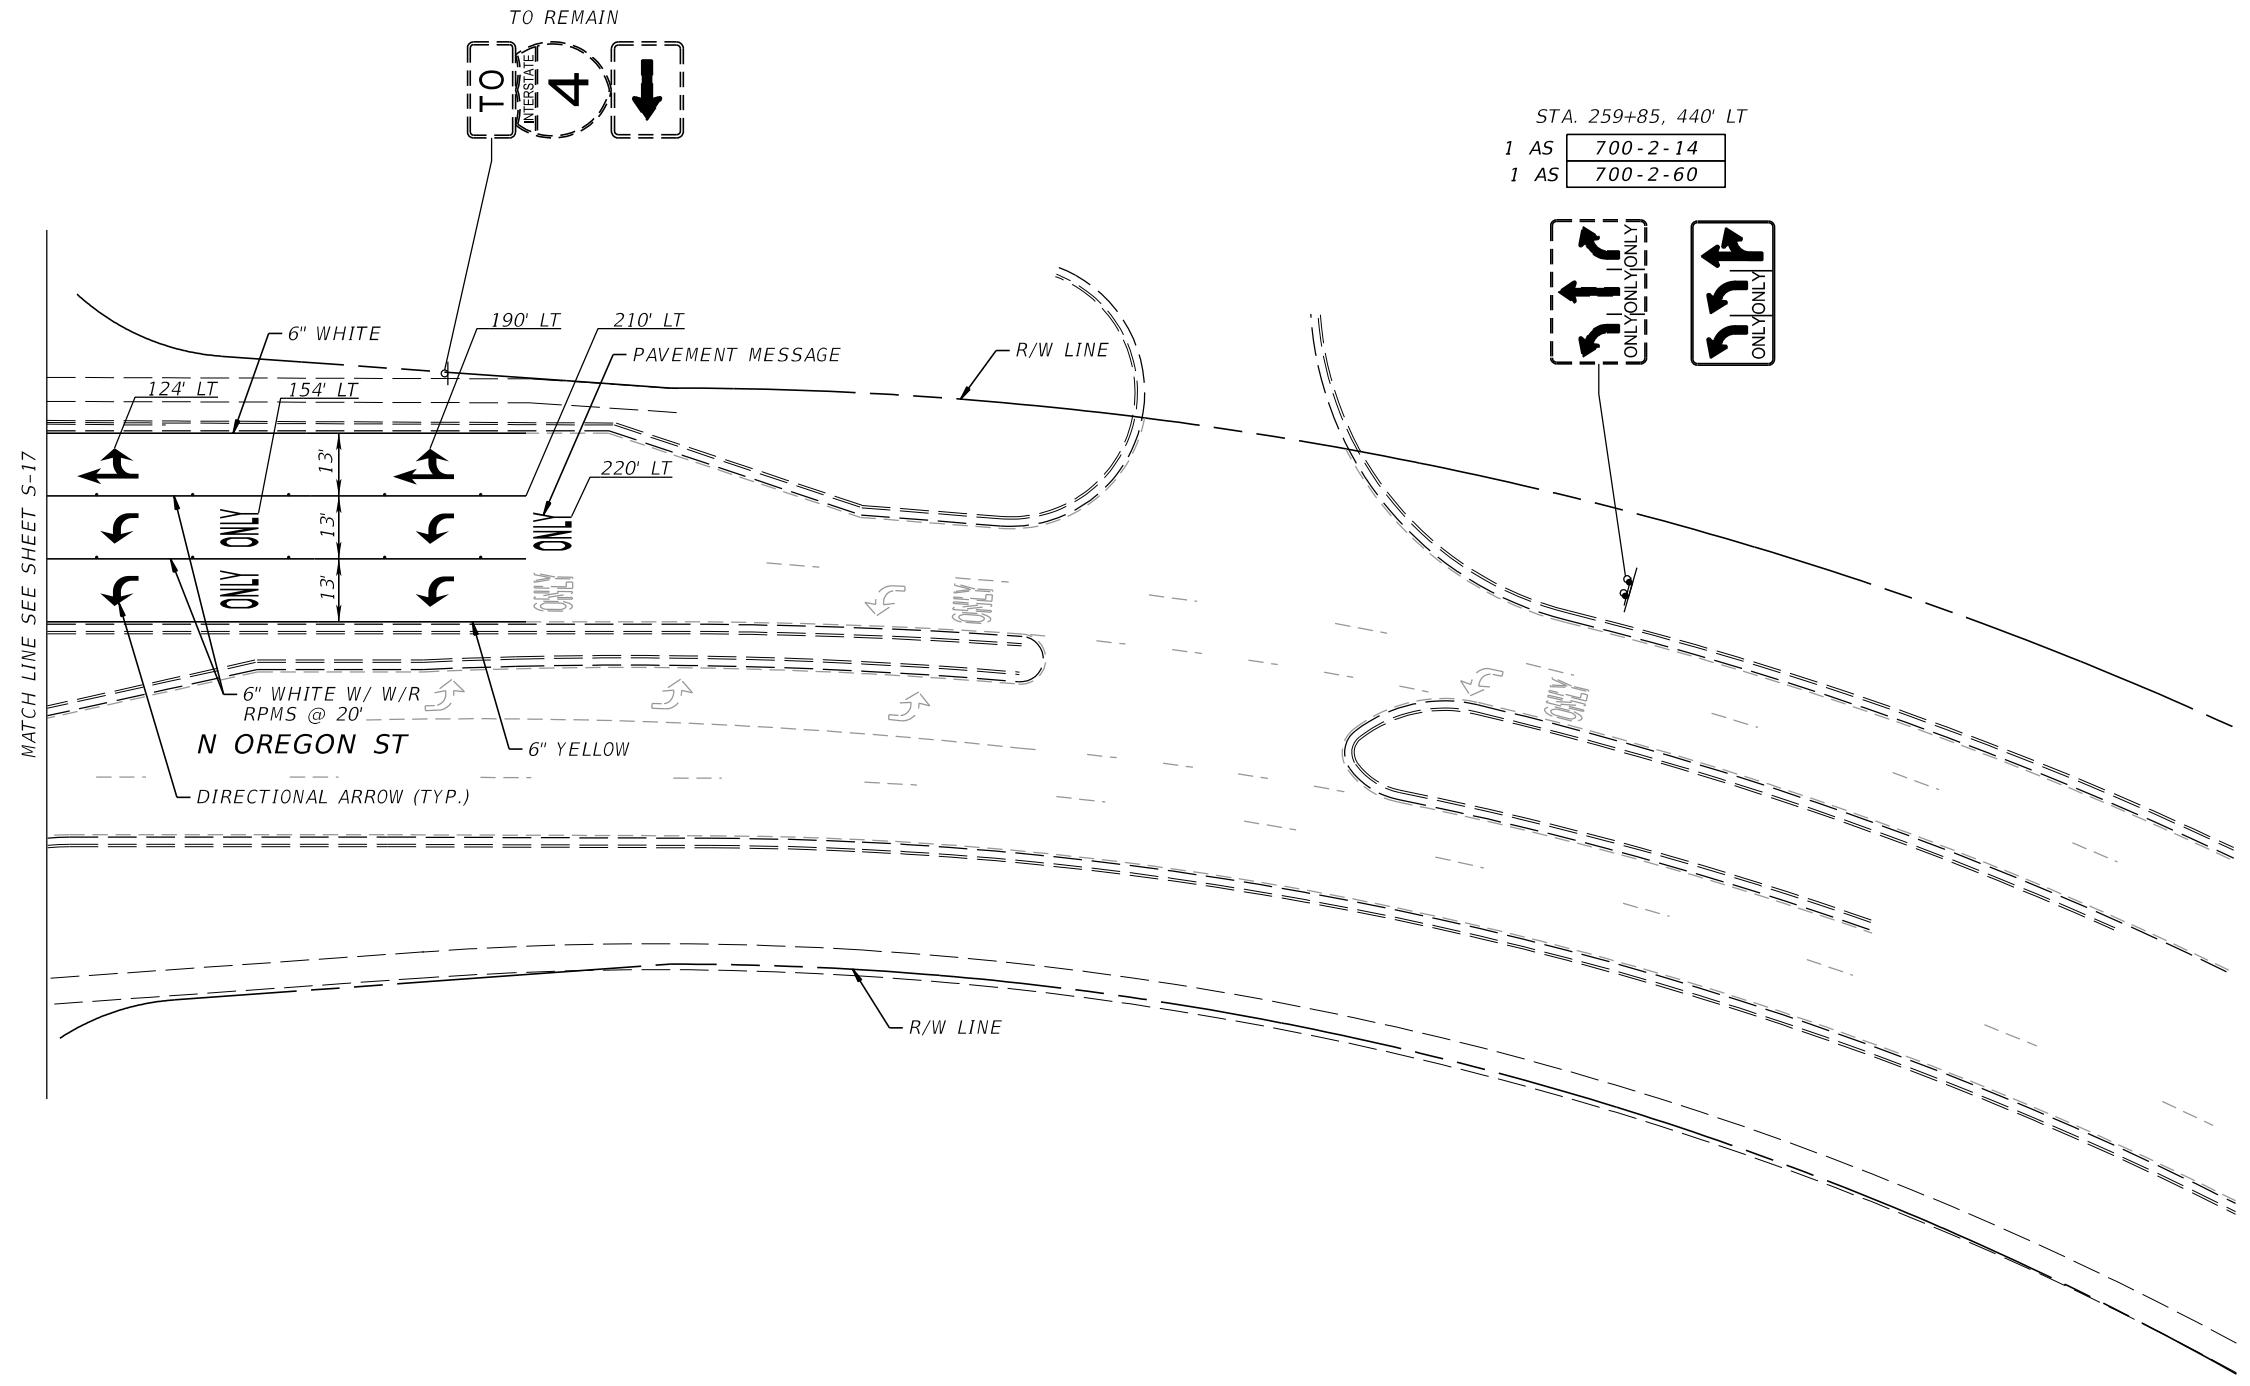 TO REMAIN
TO
INTERSTATE
4
STA. 259+85, 440' LT
1 AS 700-2-14
1 AS 700-2-60
ONLY ONLY ONLY
ONLY ONLY
190' LT
210' LT
6" WHITE
PAVEMENT MESSAGE
R/W LINE
124' LT
154' LT
220' LT
13'
13'
13'
ONLY
ONLY
ONLY
ONLY
ONLY
ONLY
MATCH LINE SEE SHEET S-17
6" WHITE W/ W/R
RPMS @ 20'
N OREGON ST
6" YELLOW
DIRECTIONAL ARROW (TYP.)
R/W LINE